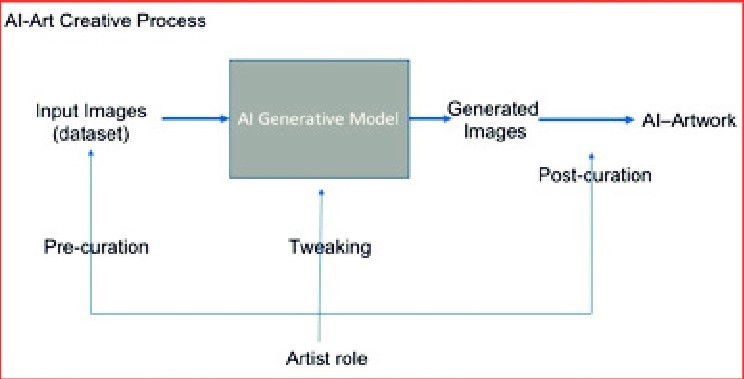 AI-Art Creative Process
Input Images
(dataset)
AI Generative Model
Generated
Images
AI–Artwork
Post-curation
Pre-curation
Tweaking
Artist role